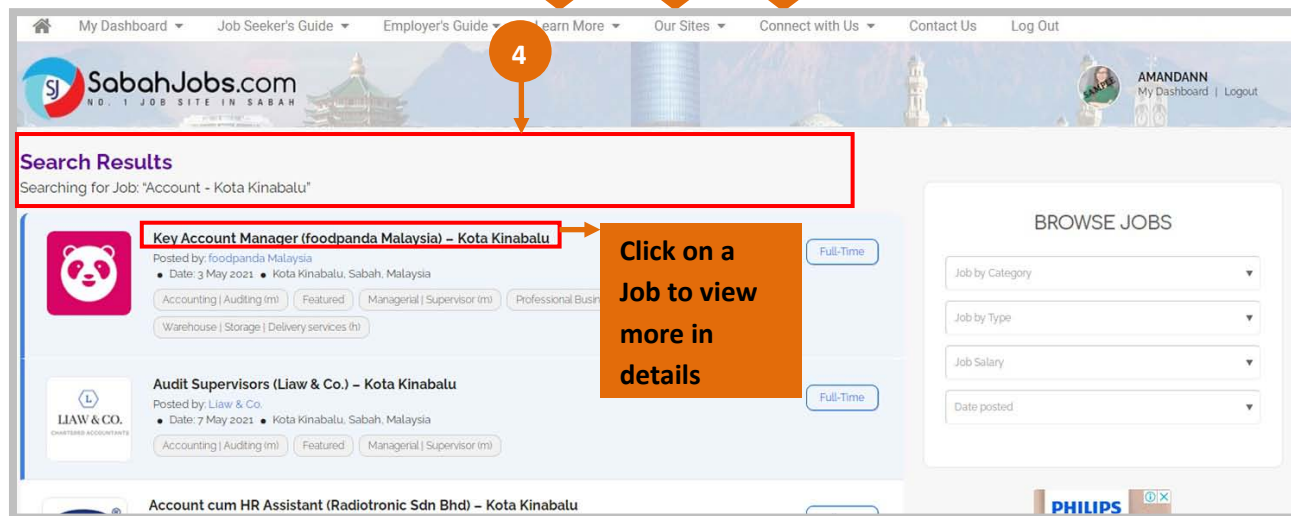 My Dashboard Job Seeker's Guide Employer's Guide Learn More Our Sites Connect with Us Contact Us Log Out
4
SJ
SabahJobs.com
NO. 1 JOB SITE IN SABAH
SAMPLE
AMANDANN
My Dashboard | Logout
Search Results
Searching for Job: “Account - Kota Kinabalu”
Key Account Manager (foodpanda Malaysia) – Kota Kinabalu
Posted by: foodpanda Malaysia
• Date: 3 May 2021 • Kota Kinabalu, Sabah, Malaysia
Accounting | Auditing (m) Featured Managerial | Supervisor (m) Professional
Warehouse | Storage | Delivery services (h)
Full-Time
Click on a
Job to view
more in
details
Audit Supervisors (Liaw & Co.) – Kota Kinabalu
Posted by: Liaw & Co.
• Date: 7 May 2021 • Kota Kinabalu, Sabah, Malaysia
Accounting | Auditing (m) Featured Managerial | Supervisor (m)
Full-Time
L
LIAW & CO.
CHARTERED ACCOUNTANTS
Account cum HR Assistant (Radiotronic Sdn Bhd) – Kota Kinabalu
BROWSE JOBS
Job by Category
Job by Type
Job Salary
Date posted
PHILIPS